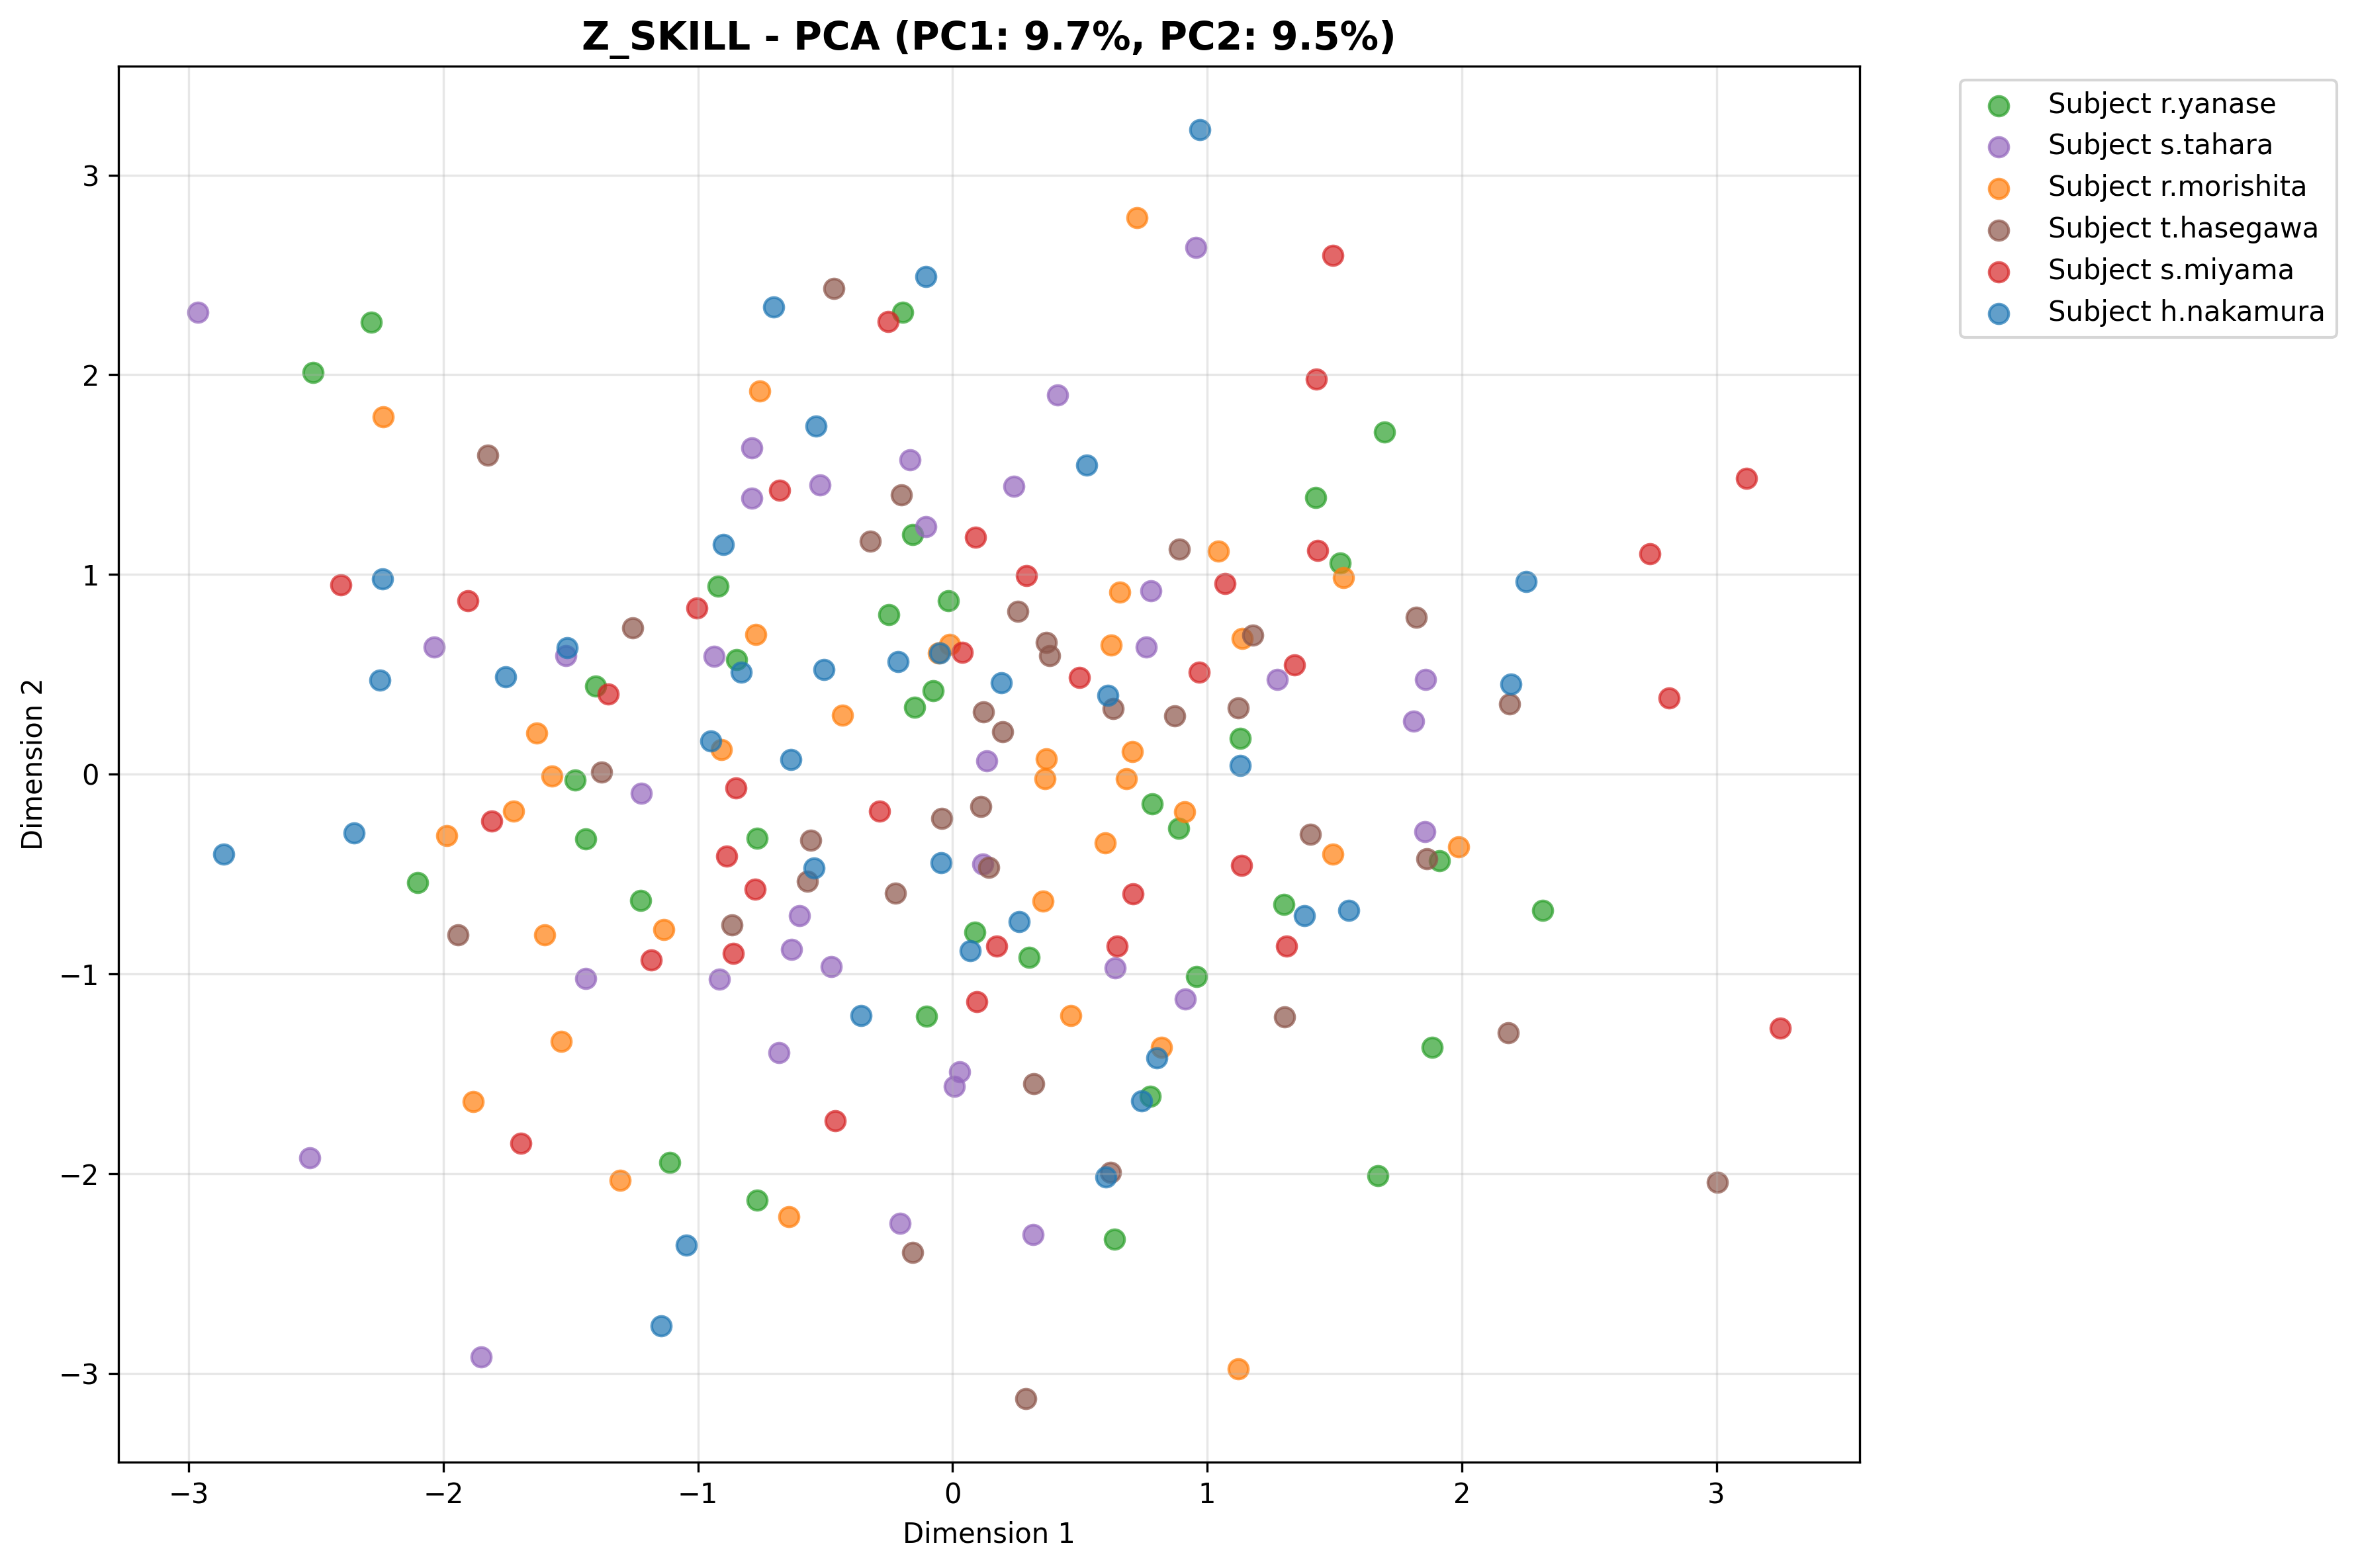 Z_SKILL - PCA (PC1: 9.7%, PC2: 9.5%)
Subject r.yanase
Subject s.tahara
Subject r.morishita
Subject t.hasegawa
Subject s.miyama
Subject h.nakamura
3
2
1
0
−1
−2
−3
Dimension 2
−3 −2 −1 0 1 2 3
Dimension 1